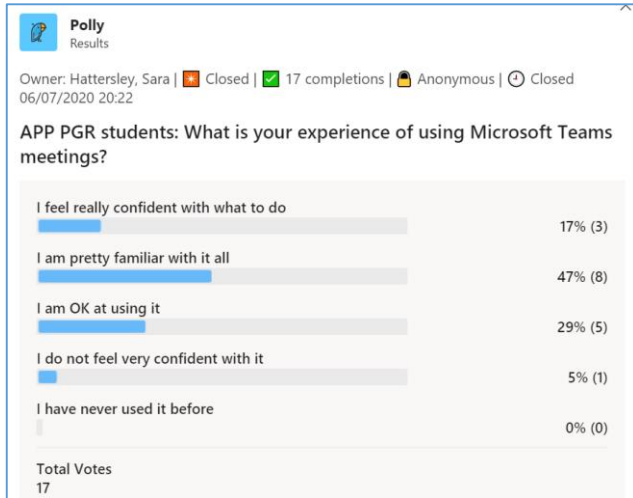 Polly
Results
Owner: Hattersley, Sara | Closed | 17 completions | Anonymous | Closed
06/07/2020 20:22
APP PGR students: What is your experience of using Microsoft Teams
meetings?
I feel really confident with what to do
17% (3)
I am pretty familiar with it all
47% (8)
I am OK at using it
29% (5)
I do not feel very confident with it
5% (1)
I have never used it before
0% (0)
Total Votes
17